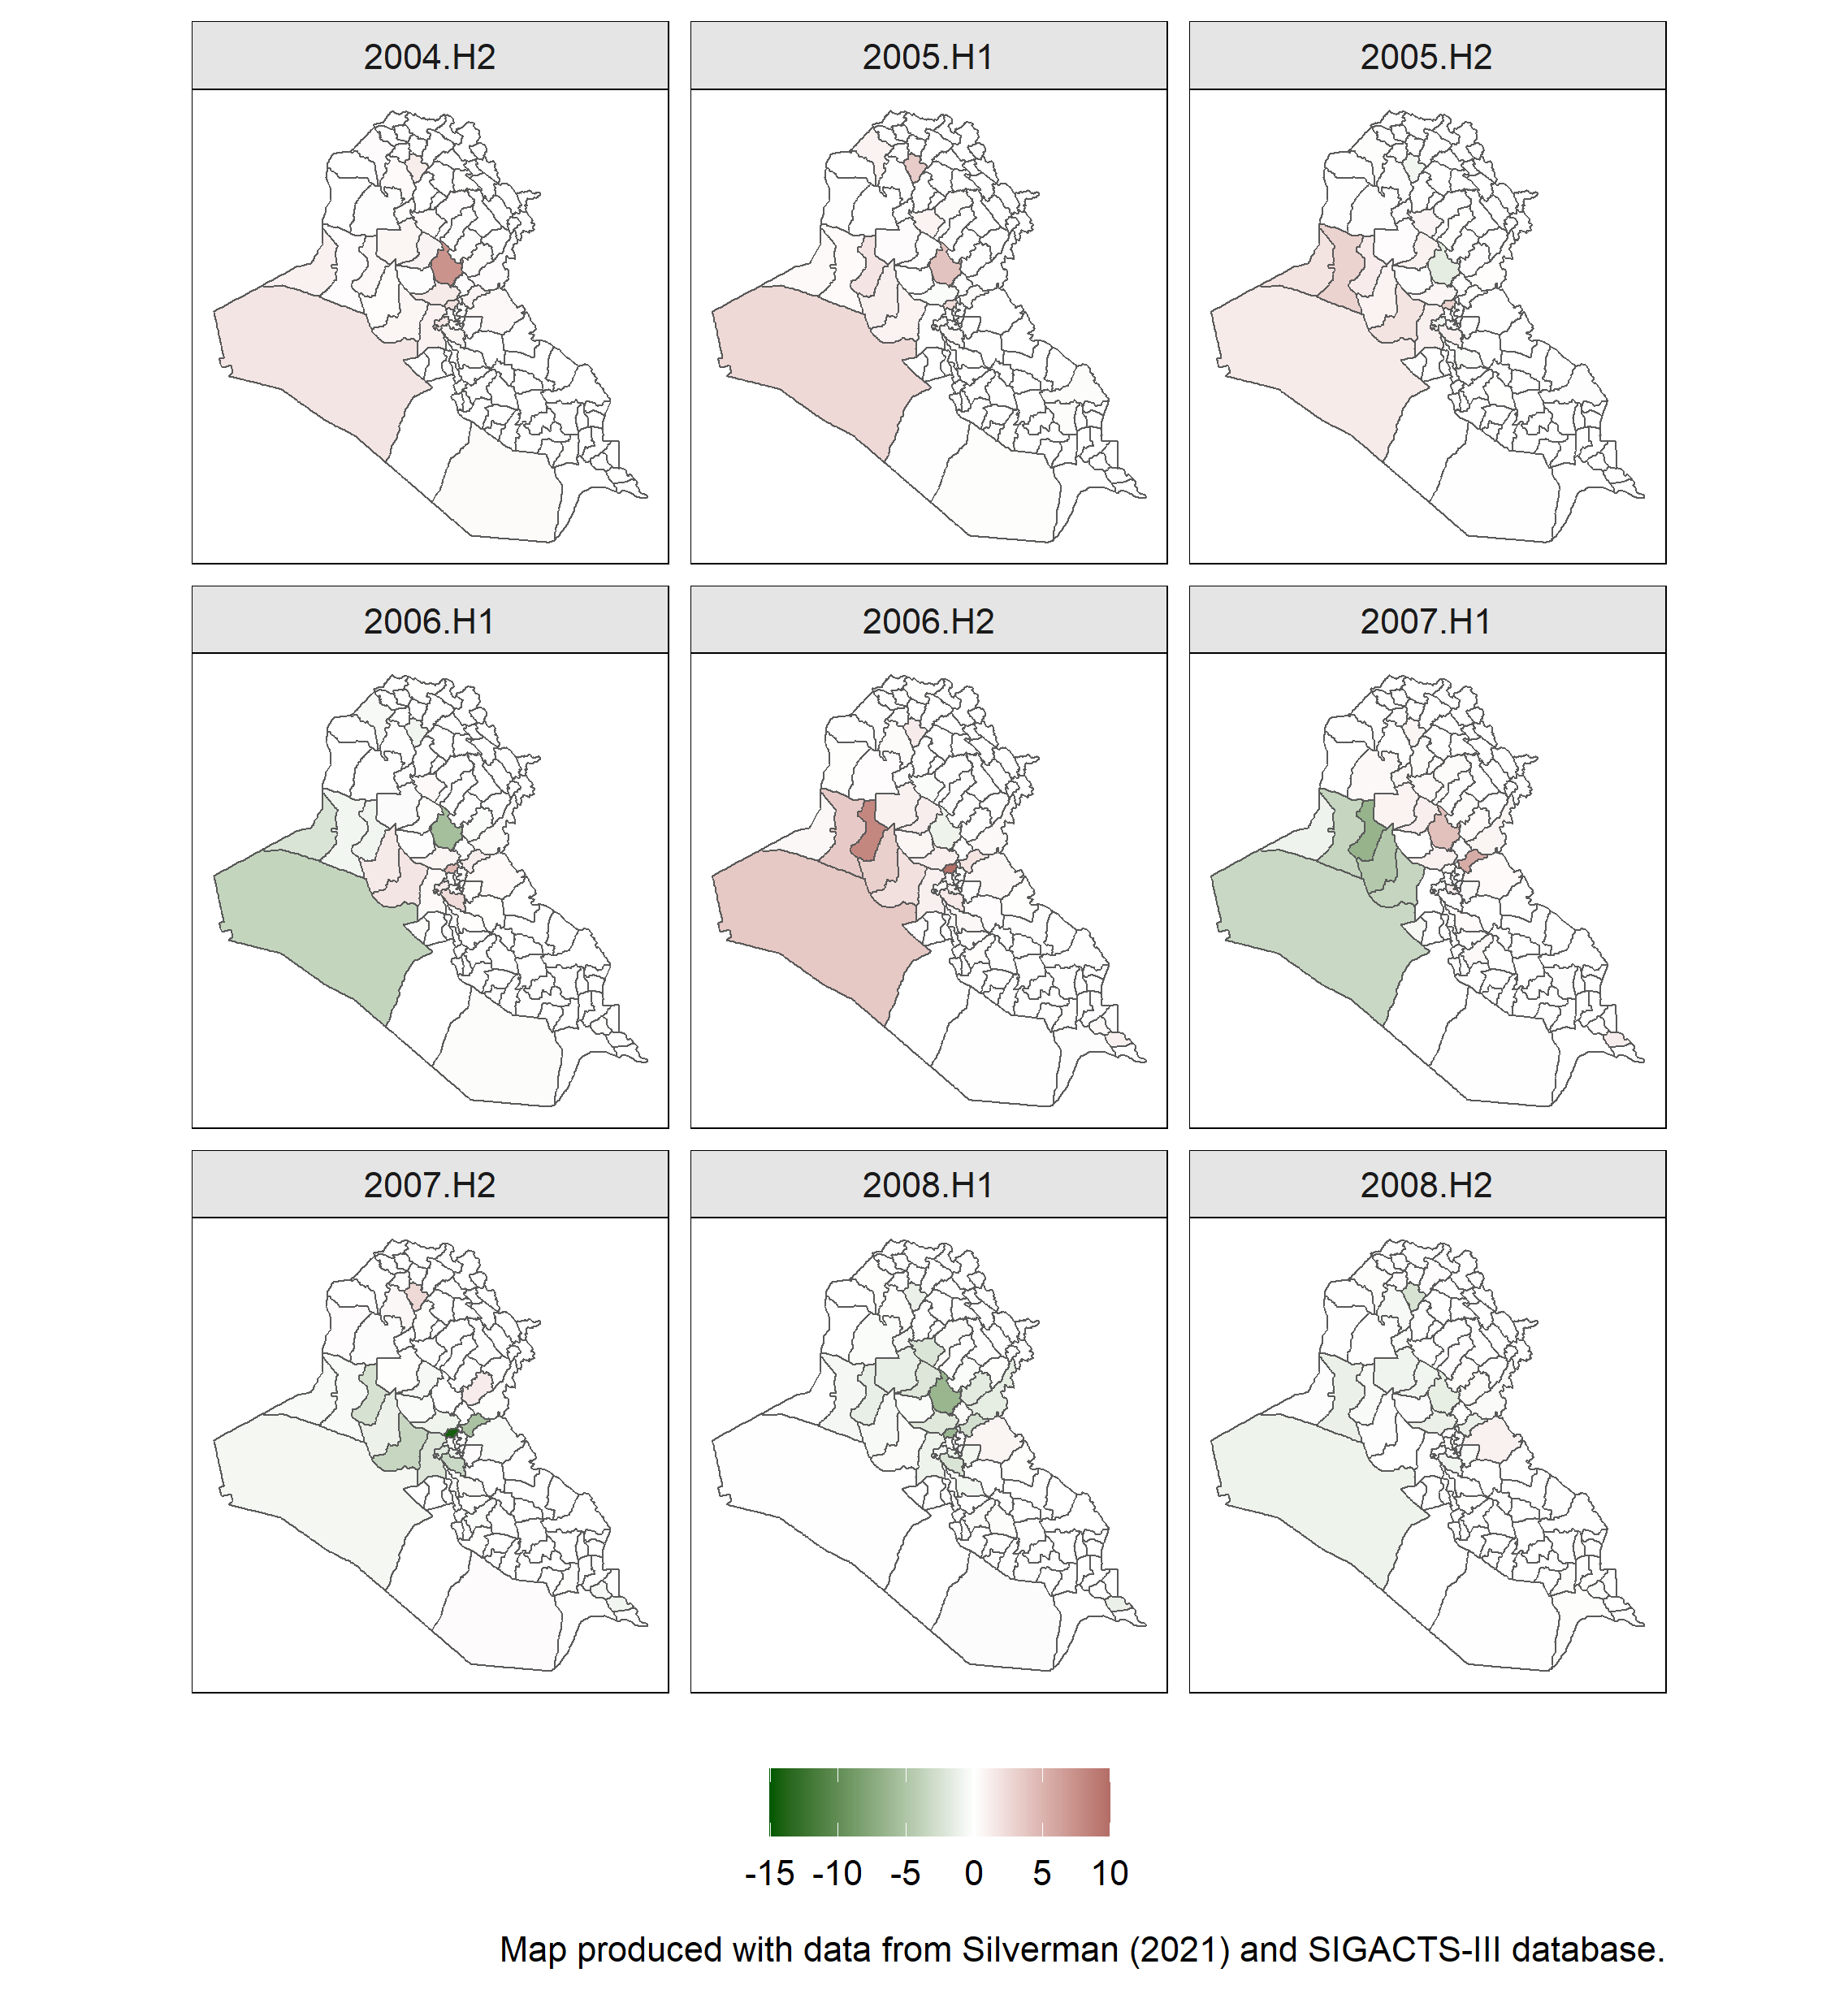 2004.H2 2005.H1 2005.H2
2006.H1 2006.H2 2007.H1
2007.H2 2008.H1 2008.H2
-15 -10 -5 0 5 10
Map produced with data from Silverman (2021) and SIGACTS-III database.